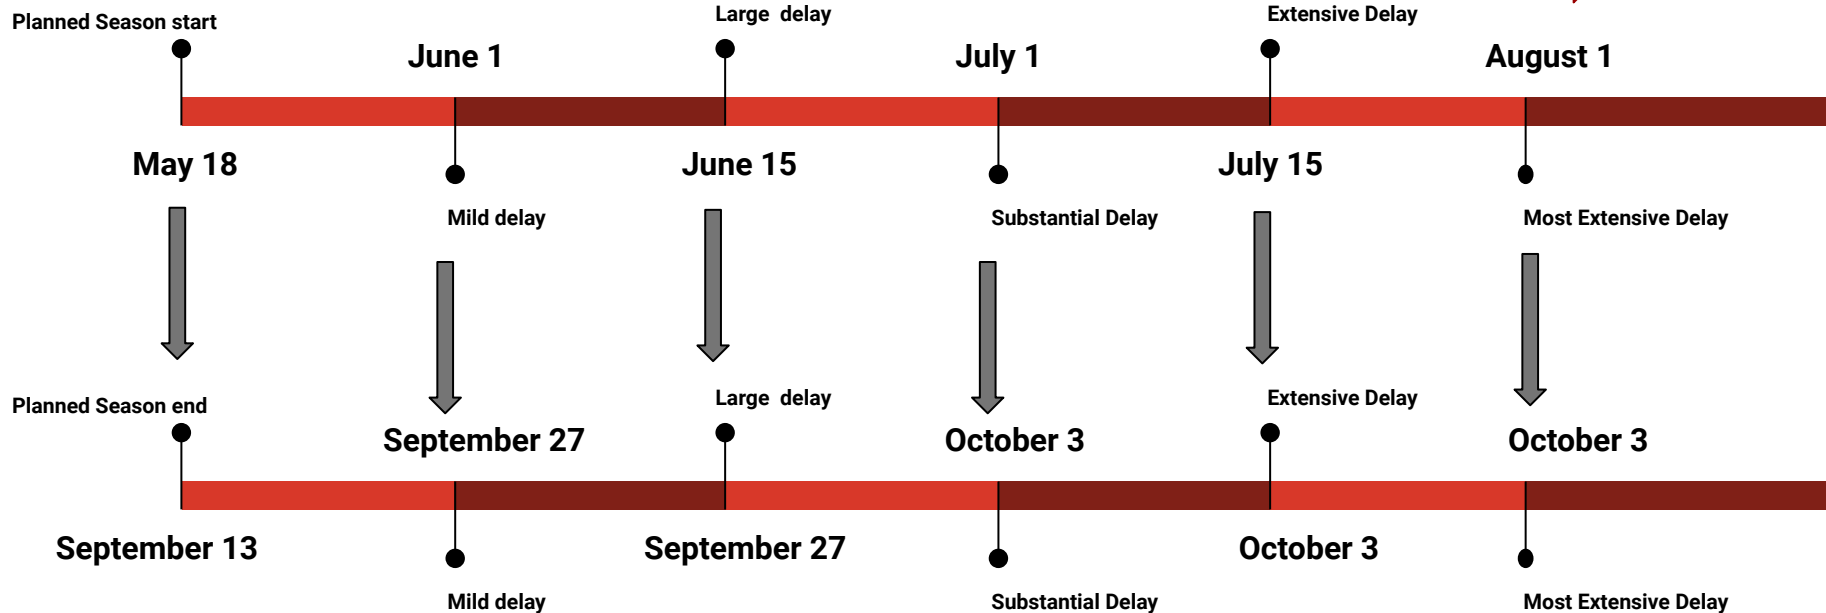 Planned Season start
Large  delay
Extensive Delay
June 1
July 1
August 1
May 18
June 15
July 15
Mild delay
Substantial Delay
Most Extensive Delay
Planned Season end
Large  delay
Extensive Delay
September 27
October 3
October 3
September 13
September 27
October 3
Mild delay
Substantial Delay
Most Extensive Delay